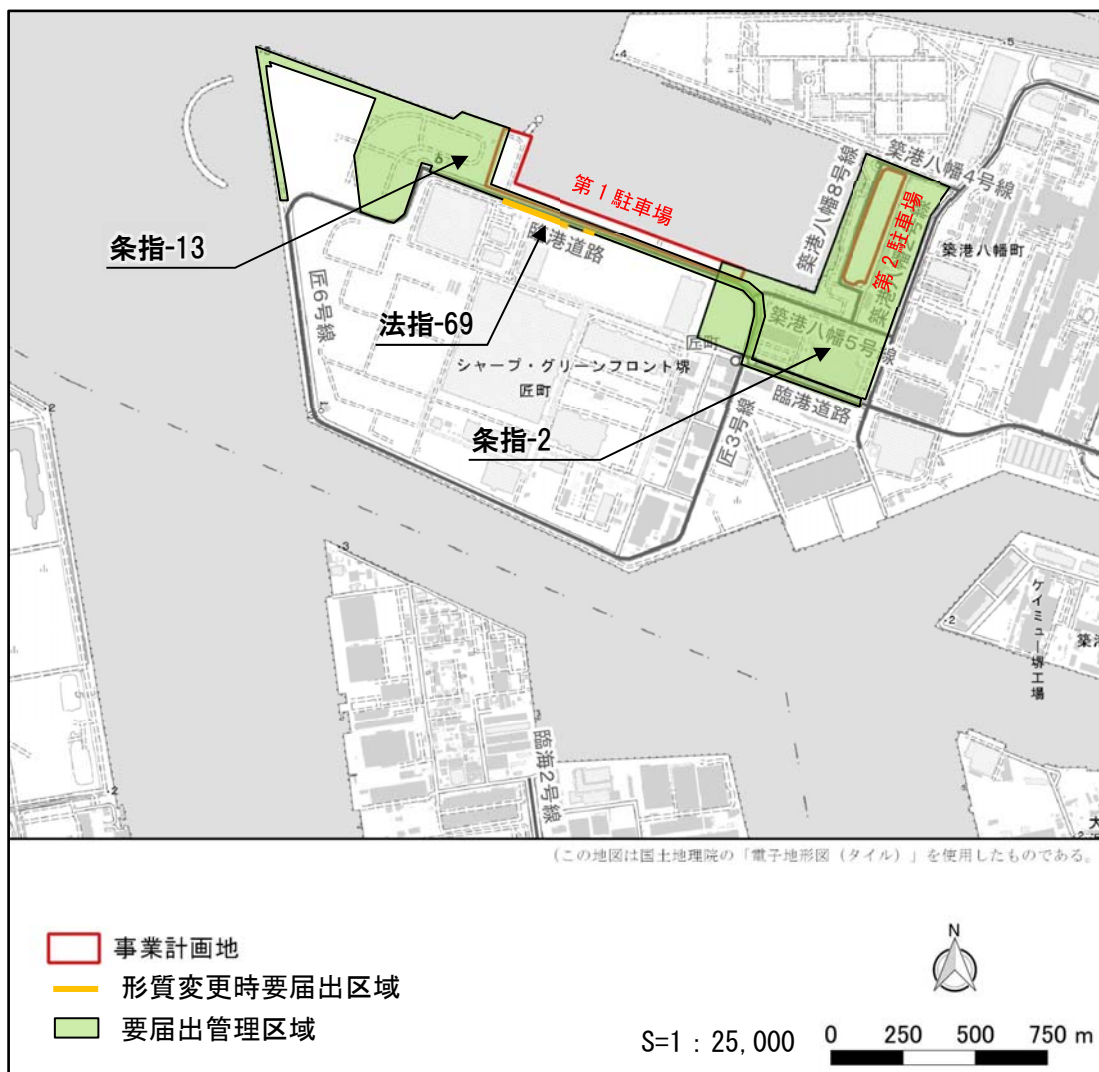 築港八幡8号線
築港八幡4号線
第1駐車場
第2駐車場
築港八幡2号線
築港八幡町
臨港道路
条指-13
匠6号線
法指-69
築港八幡5号線
匠町
シャープ・グリーンフロント堺
匠町
臨港道路
条指-2
匠3号線
ケイミュー堺工場
築港
臨海2号線
大
(この地図は国土地理院の「電子地形図（タイル）」を使用したものである。
事業計画地
形質変更時要届出区域
要届出管理区域
N
S=1：25,000
0 250 500 750 m